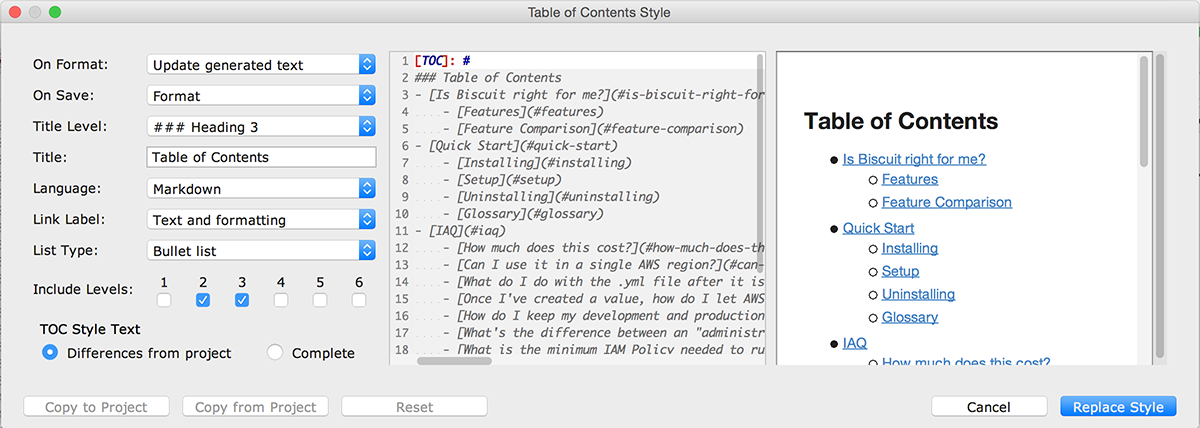 Table of Contents Style
On Format: Update generated text
On Save: Format
Title Level: ### Heading 3
Title: Table of Contents
Language: Markdown
Link Label: Text and formatting
List Type: Bullet list
Include Levels: 1 2 3 4 5 6
TOC Style Text
Differences from project Complete
1 [TOC]: #
2 ### Table of Contents
3 - [Is Biscuit right for me?](#is-biscuit-right-for
4 - [Features](#features)
5 - [Feature Comparison](#feature-comparison)
6 - [Quick Start](#quick-start)
7 - [Installing](#installing)
8 - [Setup](#setup)
9 - [Uninstalling](#uninstalling)
10 - [Glossary](#glossary)
11 - [IAQ](#iaq)
12 - [How much does this cost?](#how-much-does-th
13 - [Can I use it in a single AWS region?](#can-
14 - [What do I do with the .yml file after it is
15 - [Once I've created a value, how do I let AWS
16 - [How do I keep my development and production
17 - [What's the difference between an "administr
18 - [What is the minimum IAM Policy needed to ru
Table of Contents
Is Biscuit right for me?
Features
Feature Comparison
Quick Start
Installing
Setup
Uninstalling
Glossary
IAQ
How much does this cost?
Copy to Project Copy from Project Reset Cancel Replace Style